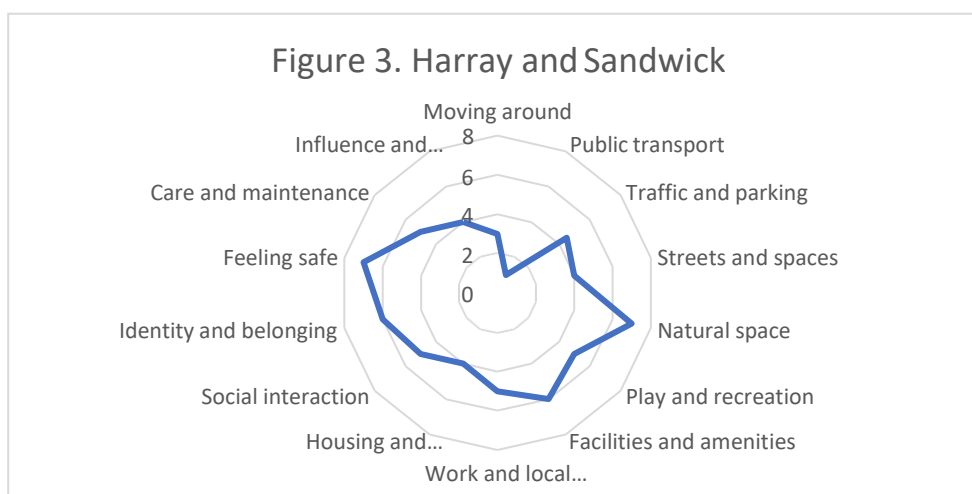 Figure 3. Harray and Sandwick
Moving around
8
Influence and...
Public transport
6
Care and maintenance
Traffic and parking
4
Feeling safe
2
Streets and spaces
0
Identity and belonging
Natural space
Social interaction
Play and recreation
Housing and...
Facilities and amenities
Work and local...